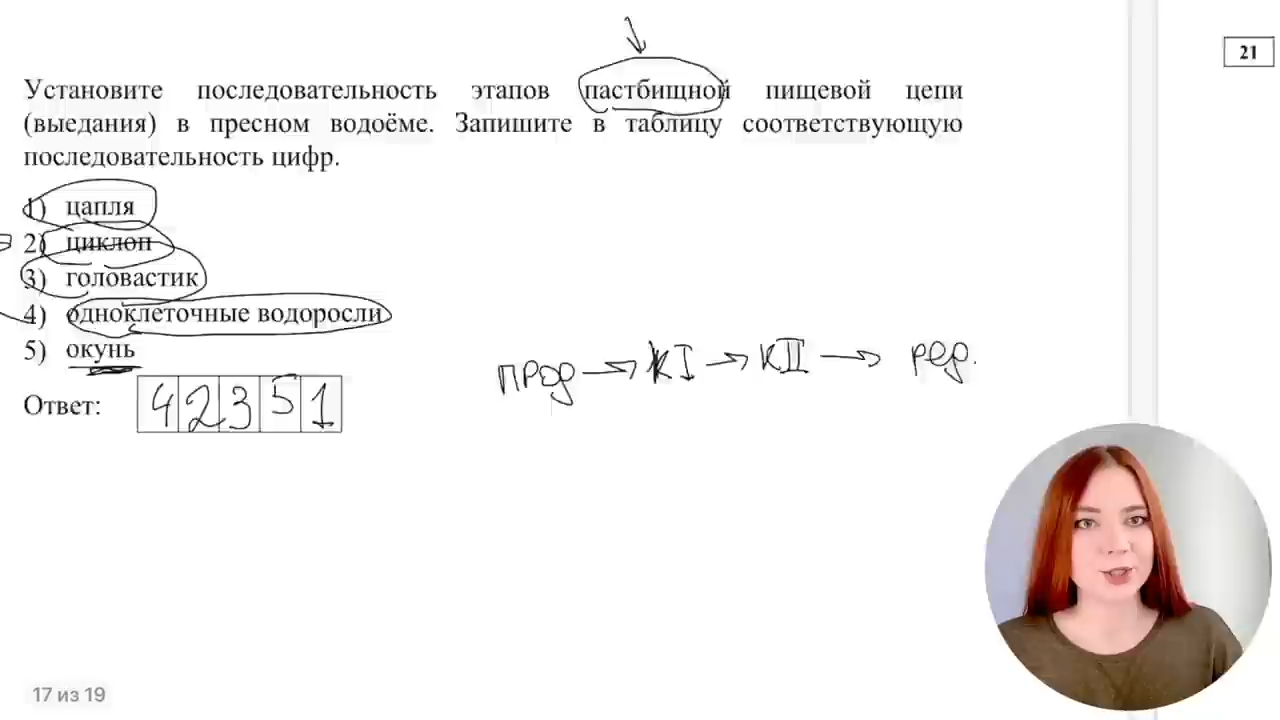 21
Установите последовательность этапов пастбищной пищевой цепи
(выедания) в пресном водоёме. Запишите в таблицу соответствующую
последовательность цифр.
1) цапля
2) циклоп
3) головастик
4) одноклеточные водоросли
5) окунь
прод → КI → КII → ред.
Ответ: 4 2 3 5 1
17 из 19